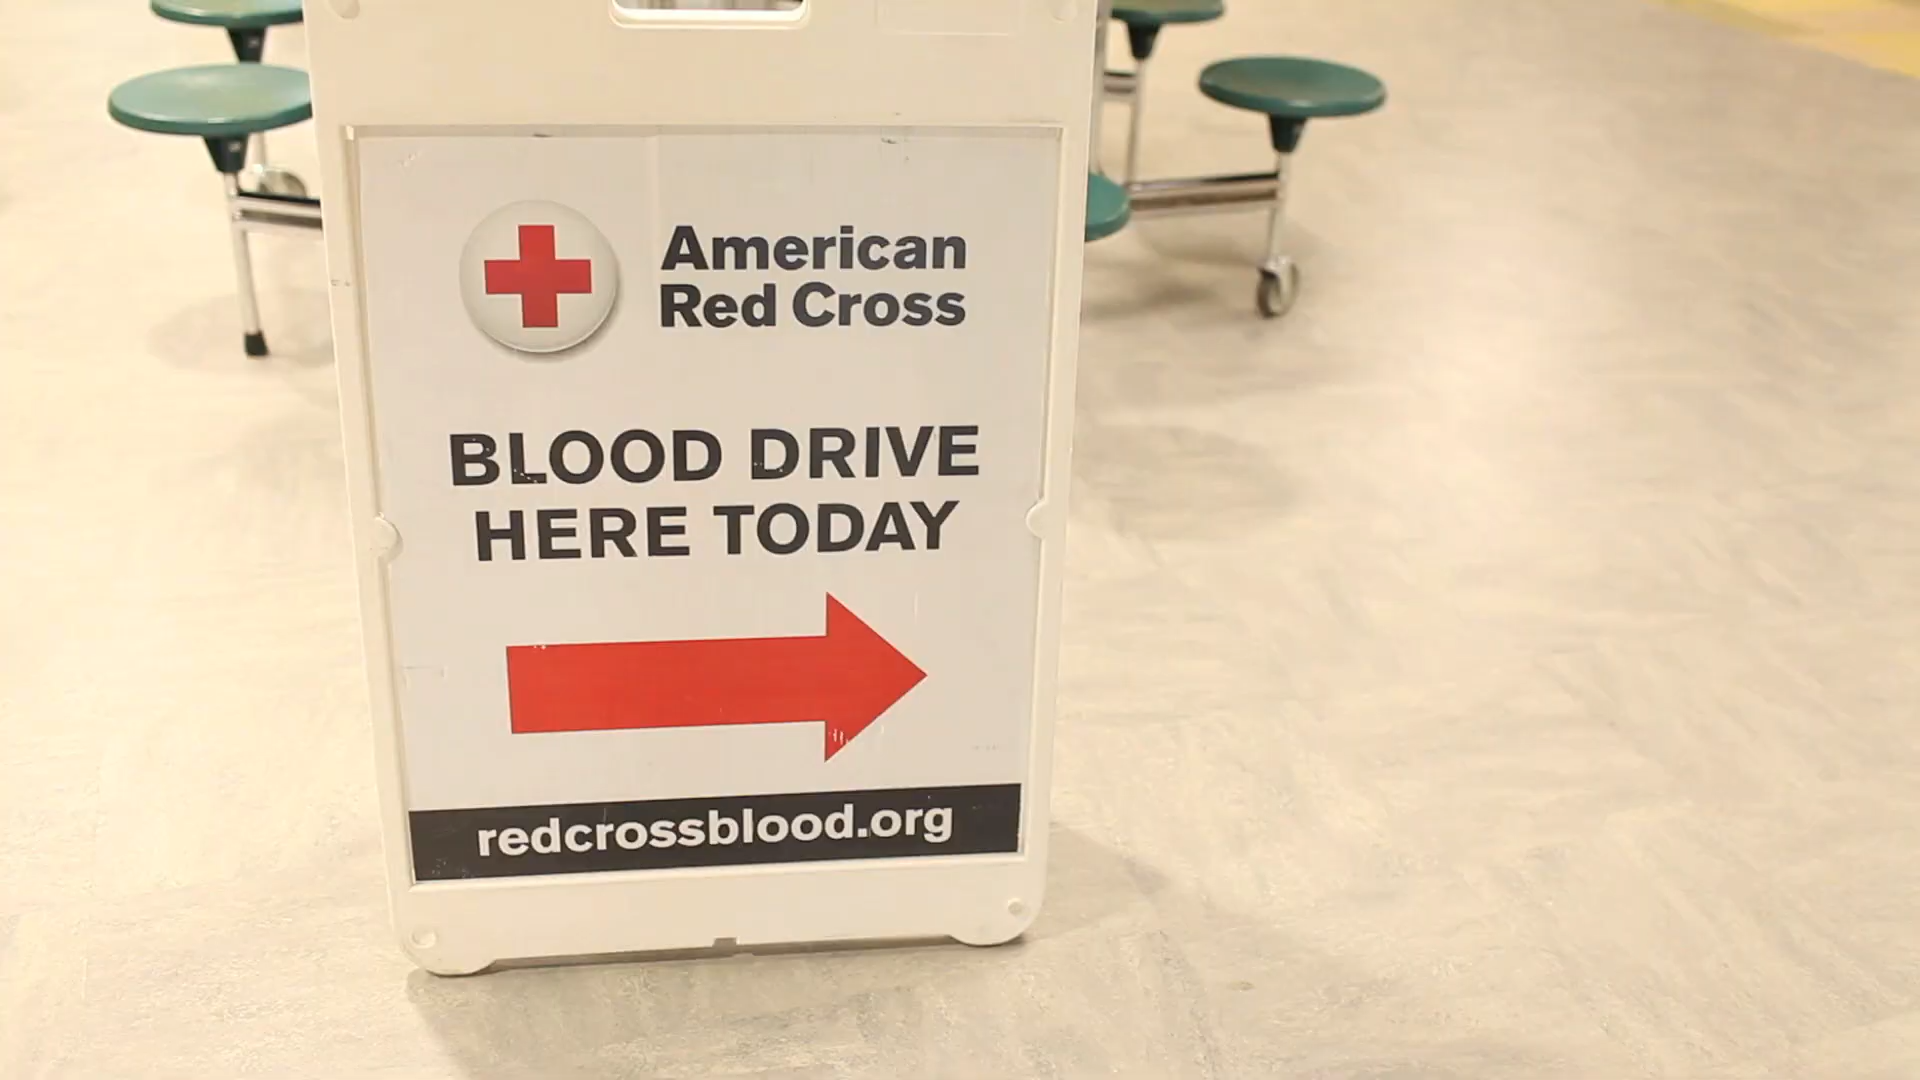 American
Red Cross
BLOOD DRIVE
HERE TODAY
redcrossblood.org